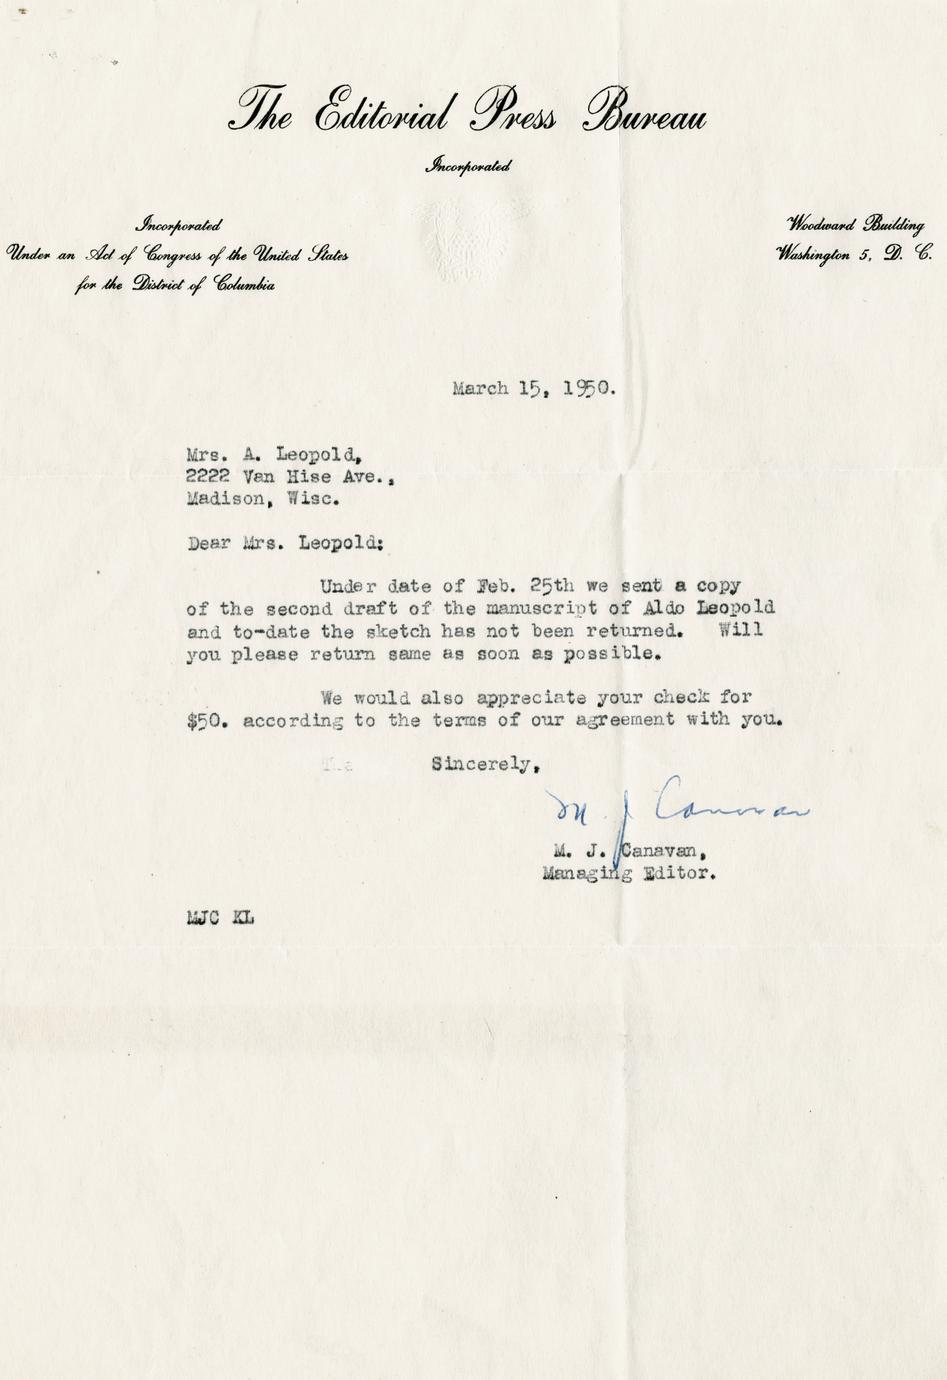 The Editorial Press Bureau
Incorporated
Incorporated
Under an Act of Congress of the United States
for the District of Columbia
Woodward Building
Washington 5, D. C.
March 15, 1950.
Mrs. A. Leopold,
2222 Van Hise Ave.,
Madison, Wisc.
Dear Mrs. Leopold:
Under date of Feb. 25th we sent a copy
of the second draft of the manuscript of Aldo Leopold
and to-date the sketch has not been returned. Will
you please return same as soon as possible.
We would also appreciate your check for
$50. according to the terms of our agreement with you.
Sincerely,
M. J. Canavan
M. J. Canavan,
Managing Editor.
MJC KL